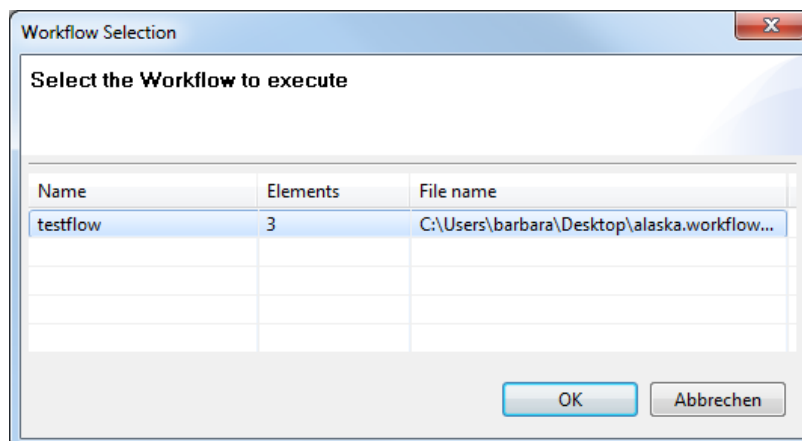 Workflow Selection
Select the Workflow to execute
Name Elements File name
testflow 3 C:\Users\barbara\Desktop\alaska.workflow...
OK Abbrechen